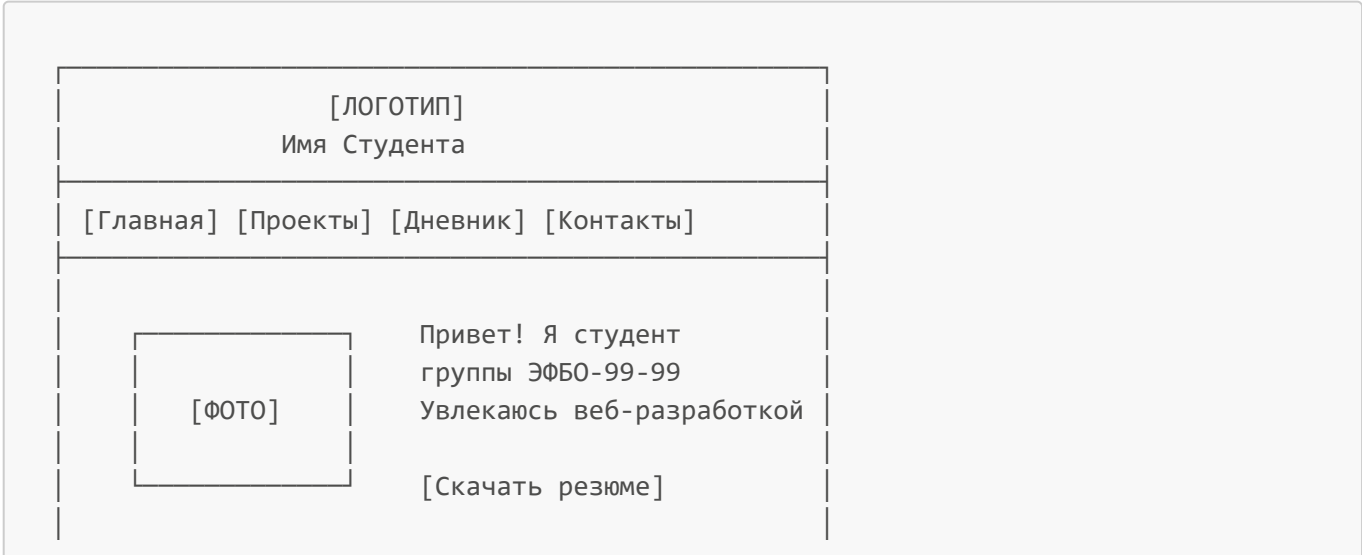 [ЛОГОТИП]
Имя Студента
[Главная] [Проекты] [Дневник] [Контакты]
Привет! Я студент
группы ЭФБО-99-99
[ФОТО] Увлекаюсь веб-разработкой
[Скачать резюме]